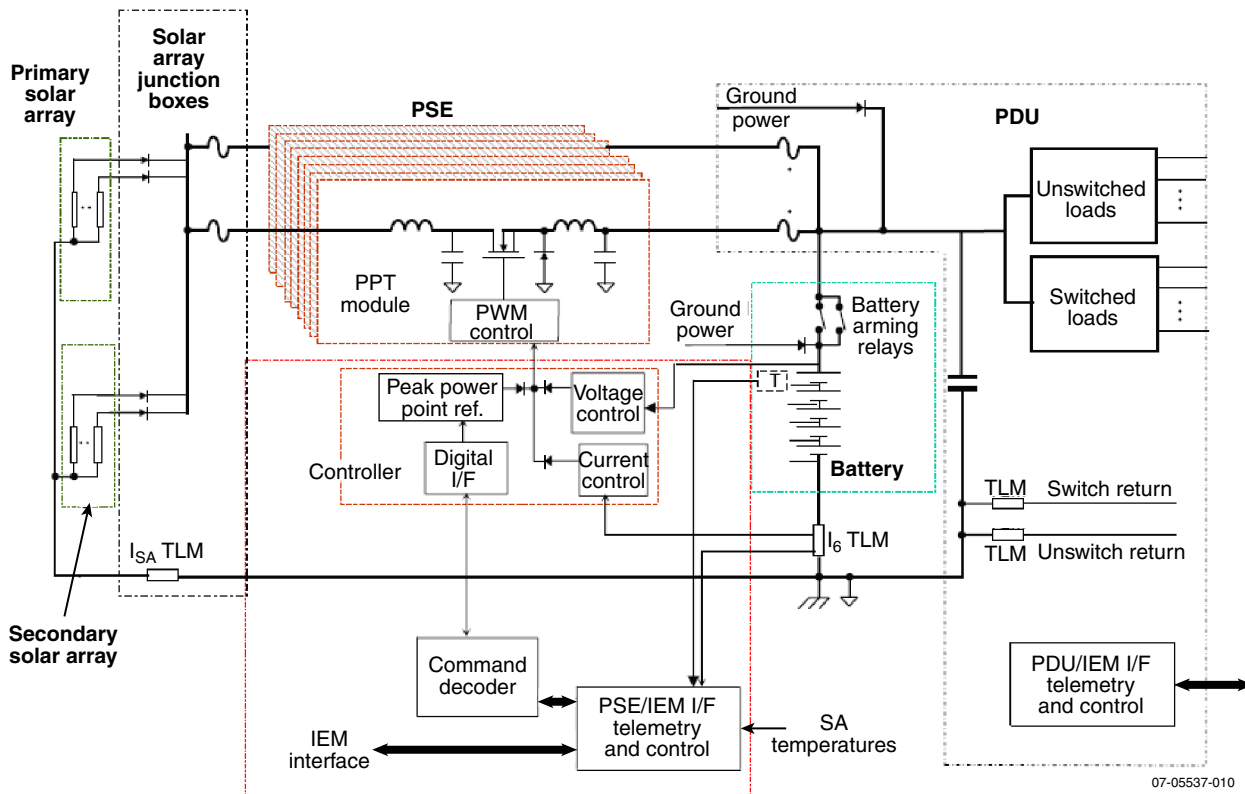 Solar
array
junction
boxes
Primary
solar
array
PSE
Ground
power
PDU
Unswitched
loads
Switched
loads
PPT
module
PWM
control
Ground
power
Battery
arming
relays
T
Peak power
point ref.
Voltage
control
Controller
Digital
I/F
Current
control
Battery
TLM
Switch return
I6 TLM
TLM
Unswitch return
ISA TLM
Secondary
solar array
Command
decoder
PSE/IEM I/F
telemetry
and control
IEM
interface
SA
temperatures
PDU/IEM I/F
telemetry
and control
07-05537-010